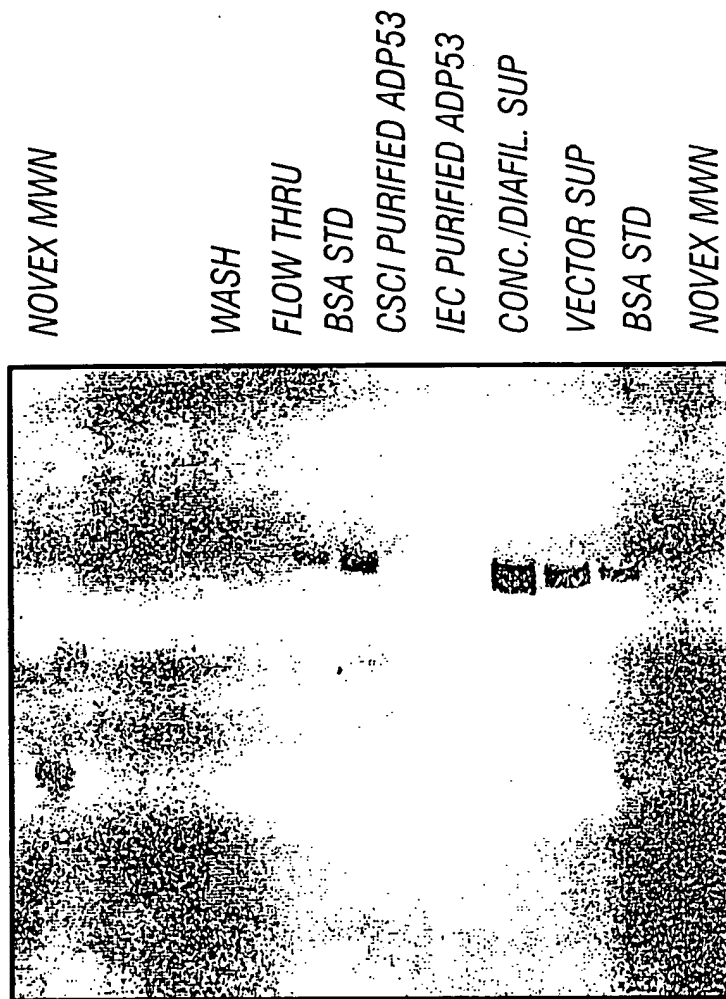 NOVEX MWN
WASH
FLOW THRU
BSA STD
CSCI PURIFIED ADP53
IEC PURIFIED ADP53
CONC./DIAFIL. SUP
VECTOR SUP
BSA STD
NOVEX MWN